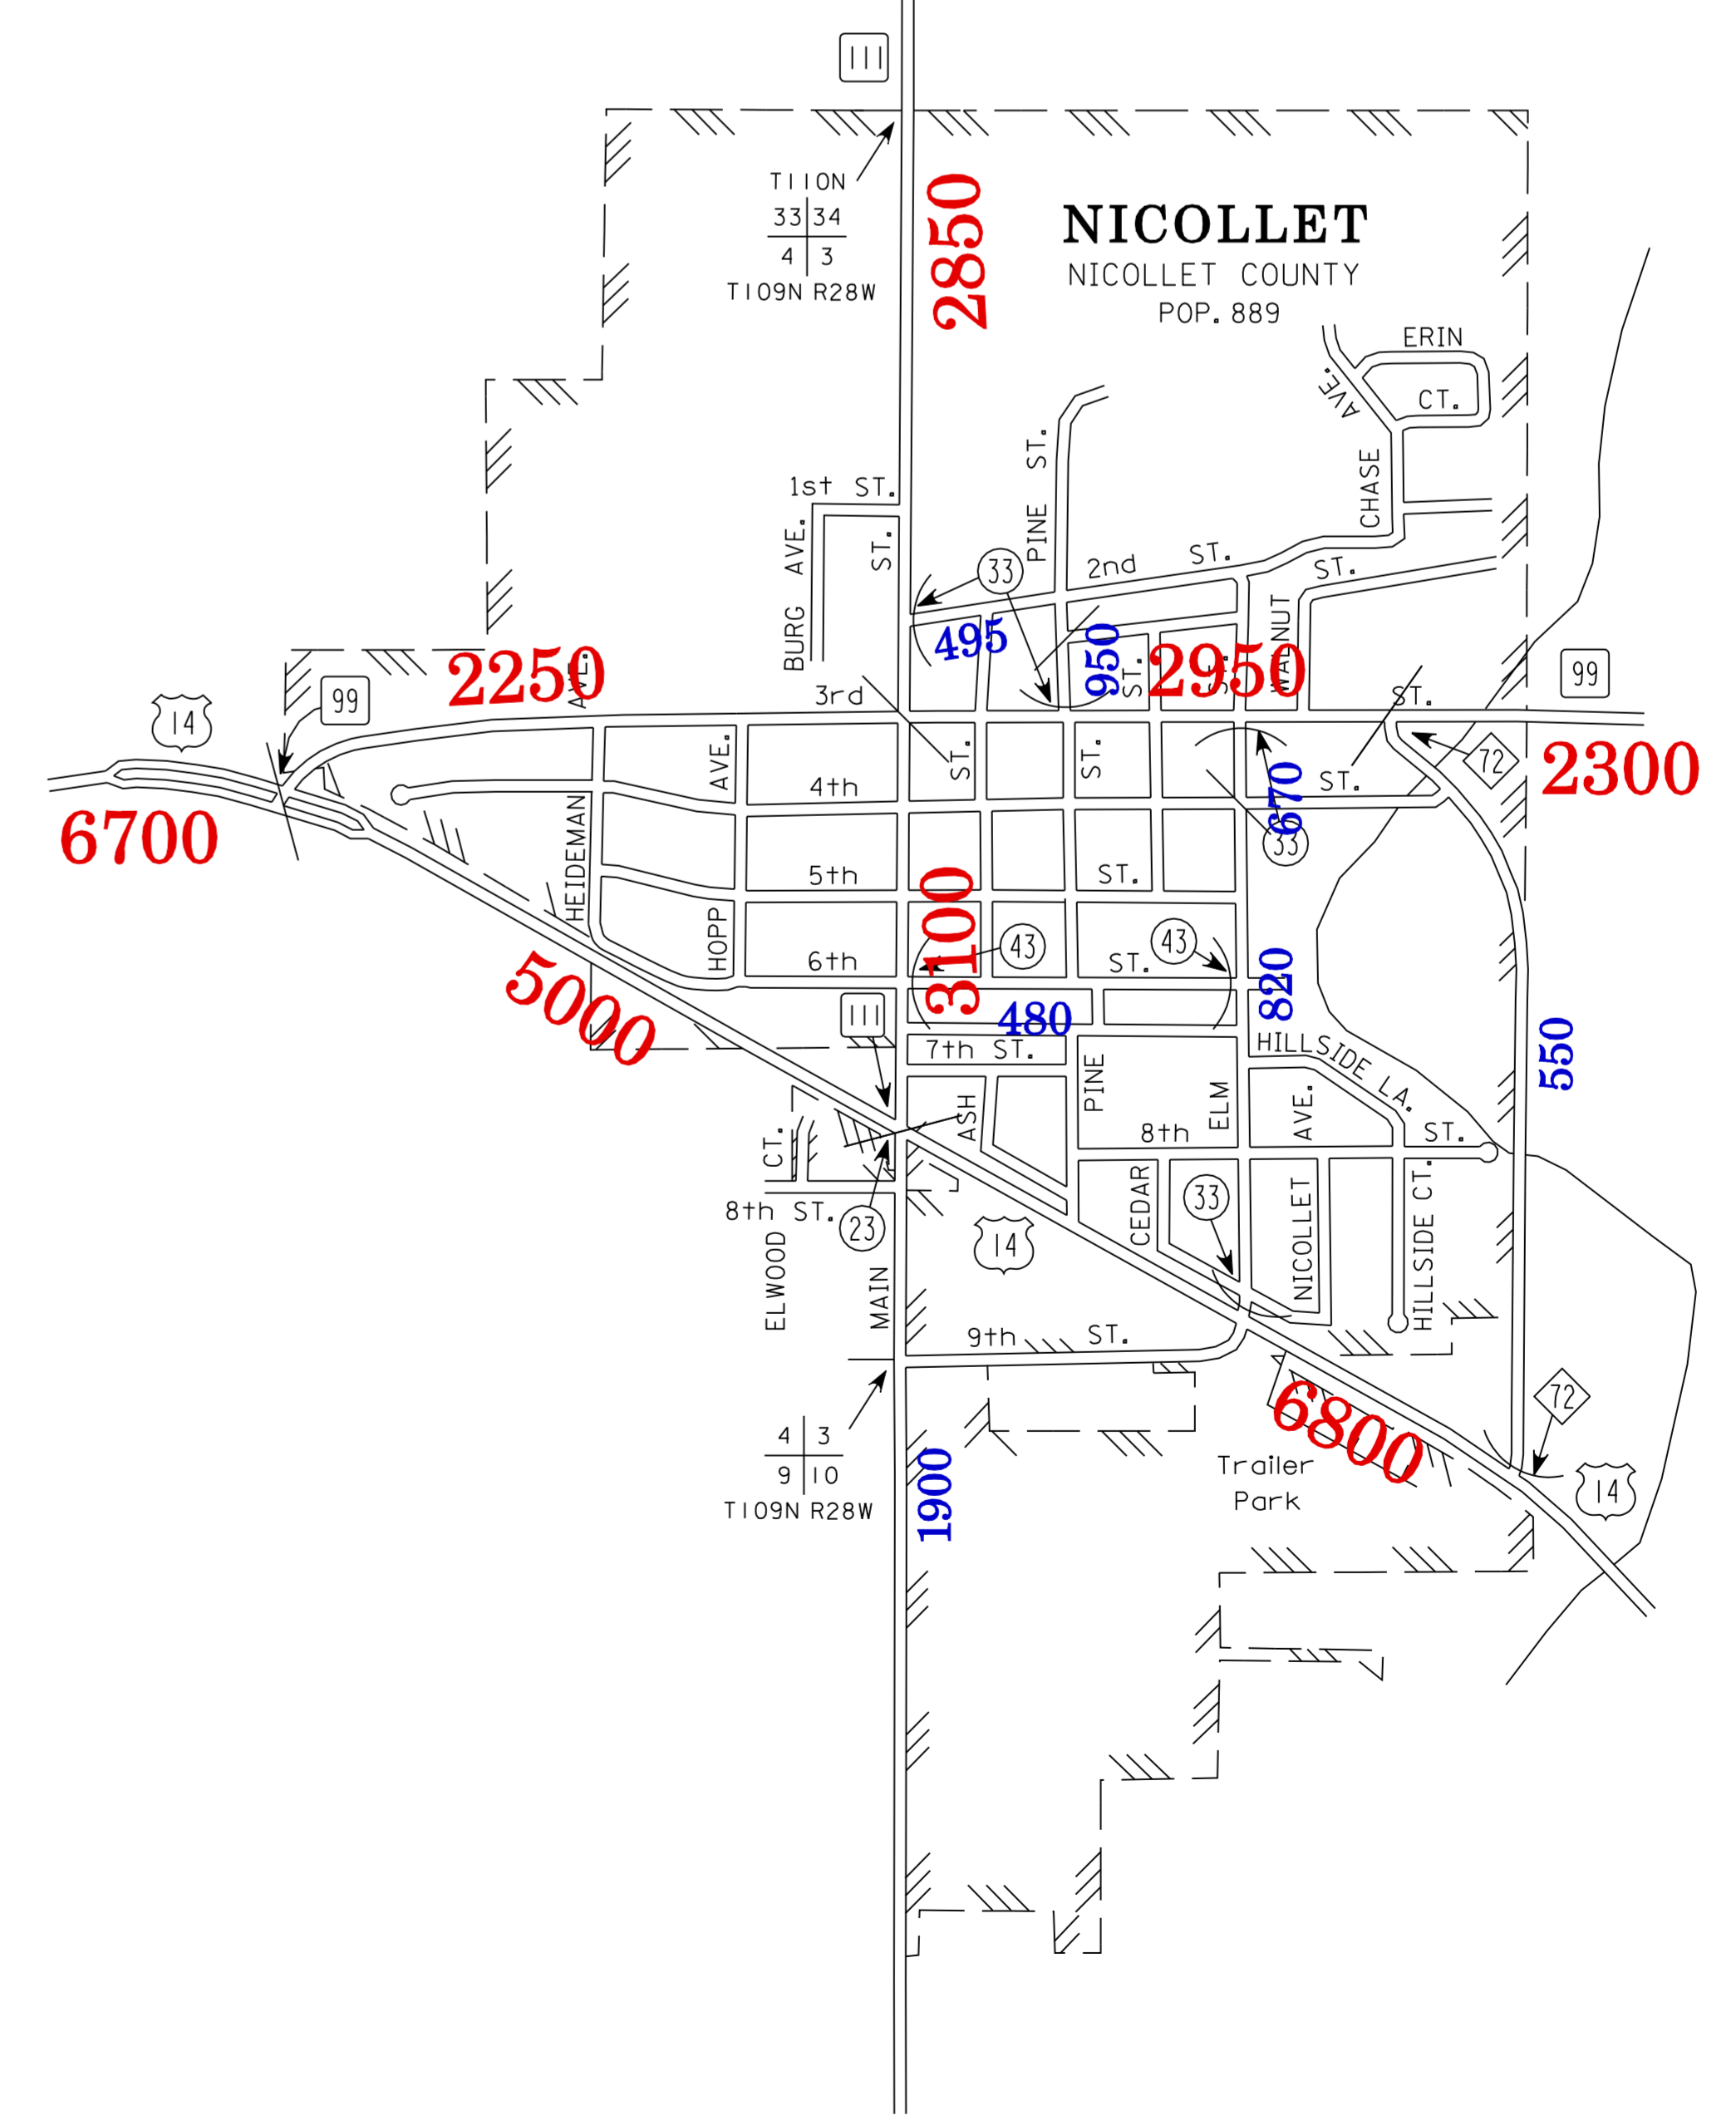 111
T110N
33 34
4 3
T109N R28W
2850
NICOLLET
NICOLLET COUNTY
POP. 889
ERIN
CT.
AVE.
CHASE
PINE ST.
1st ST.
BURG AVE.
ST.
33
2nd ST.
ST.
WALNUT
495
950
ST.
ST.
2950
99
2250
AVE.
14
99
3rd
ST.
72
2300
6700
AVE.
4th
ST.
ST.
ST.
670
33
HEIDEMAN
5th
ST.
HOPP
6th
3100
43
43
ST.
5000
111
480
820
550
7th ST.
HILLSIDE LA.
PINE
ELM
AVE.
ASH
8th
ST.
CT.
8th ST.
23
ELWOOD
MAIN
14
CEDAR
33
NICOLLET
HILLSIDE CT.
9th ST.
4 3
9 10
T109N R28W
1900
6800
Trailer
Park
72
14